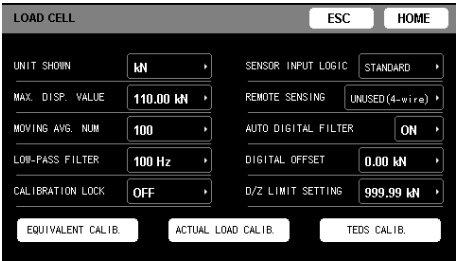 LOAD CELL ESC HOME
UNIT SHOWN kN SENSOR INPUT LOGIC STANDARD
MAX. DISP. VALUE 110.00 kN REMOTE SENSING UNUSED(4-wire)
MOVING AVG. NUM 100 AUTO DIGITAL FILTER ON
LOW-PASS FILTER 100 Hz DIGITAL OFFSET 0.00 kN
CALIBRATION LOCK OFF D/Z LIMIT SETTING 999.99 kN
EQUIVALENT CALIB. ACTUAL LOAD CALIB. TEDS CALIB.